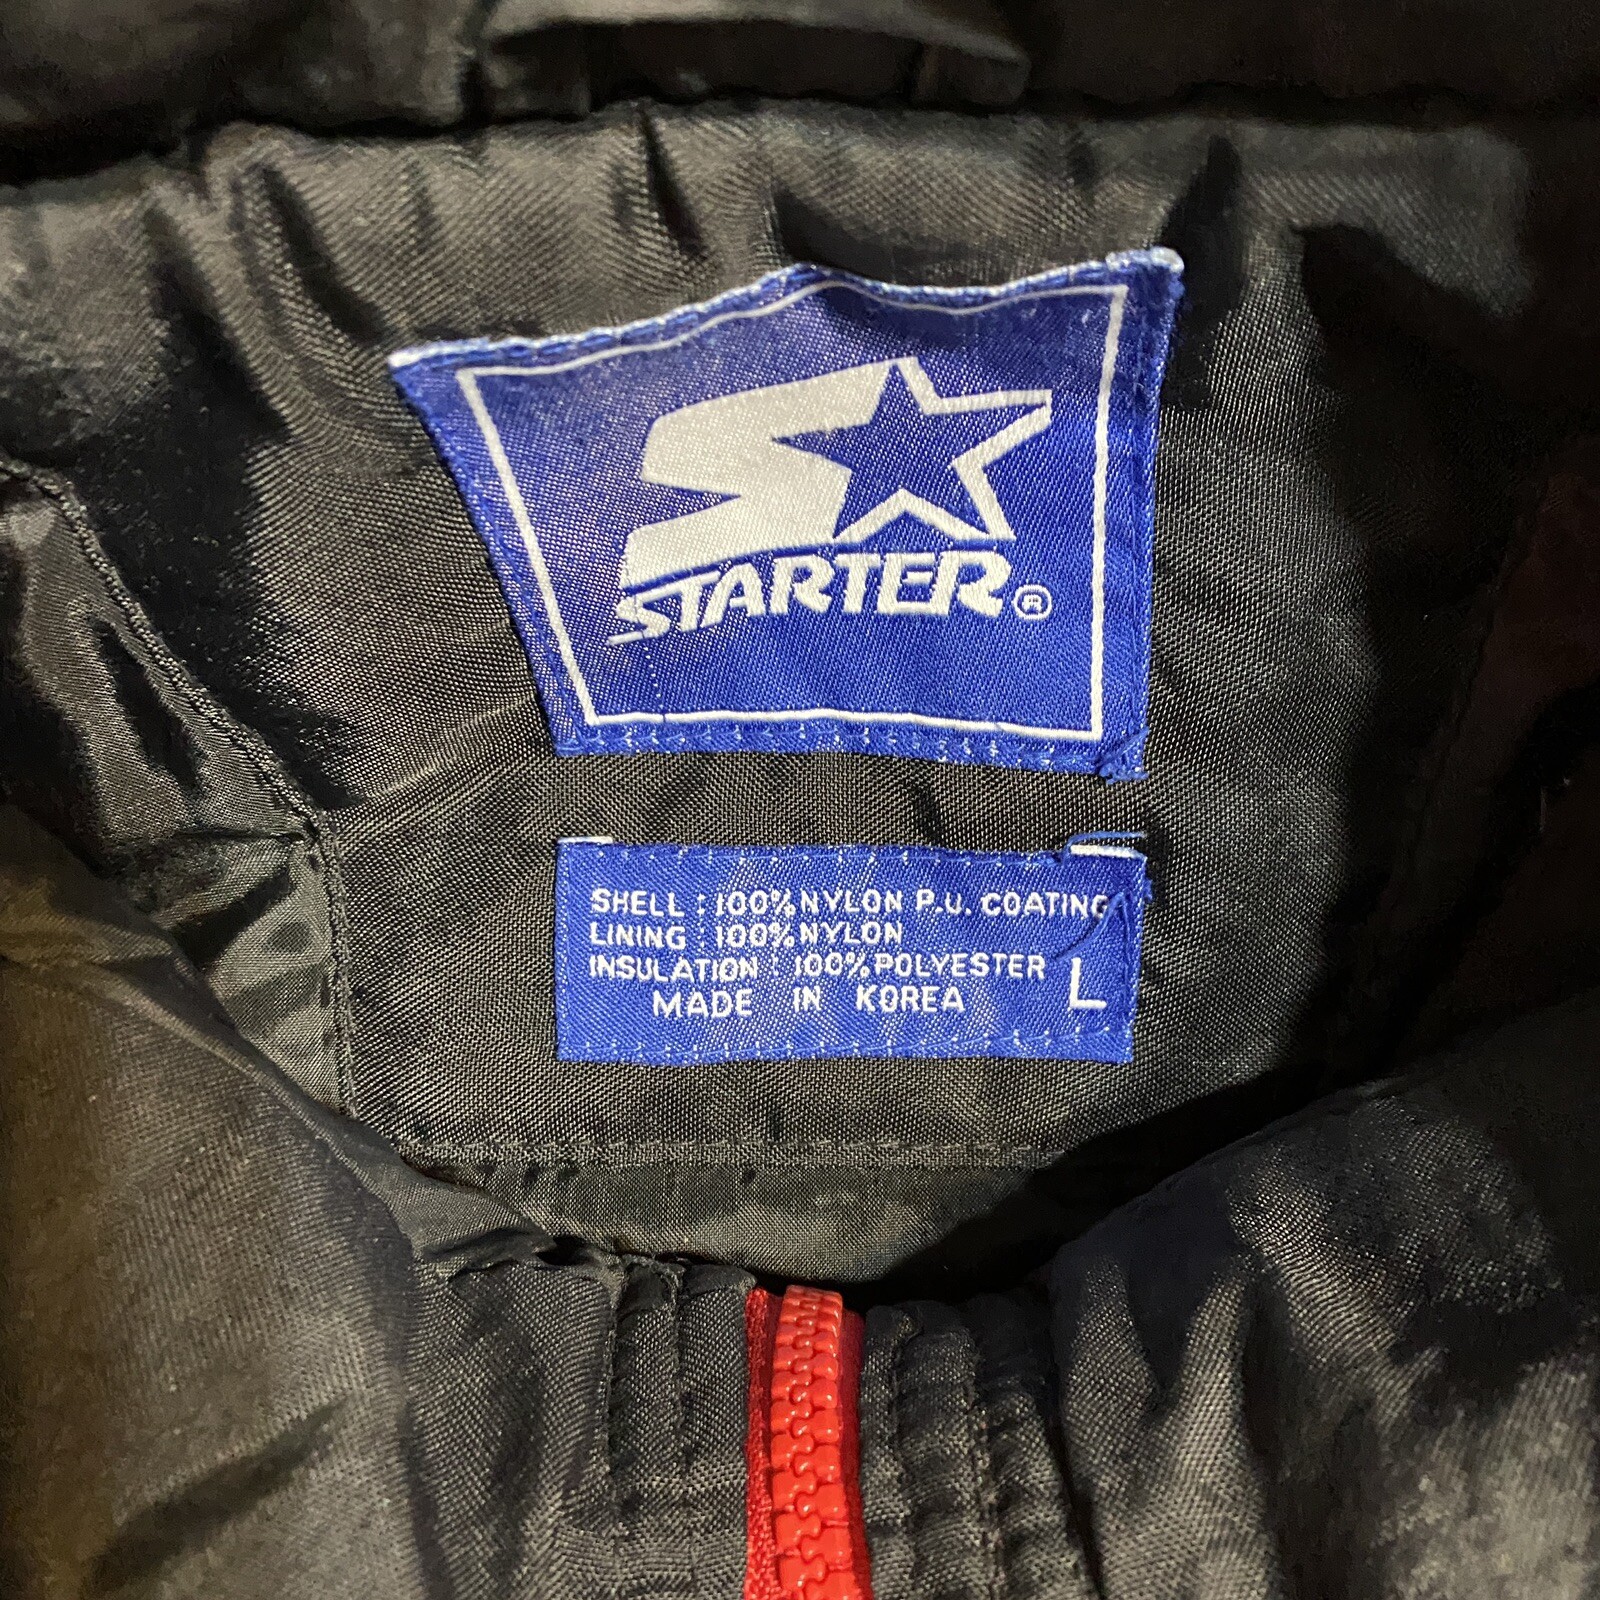 STARTER®
SHELL : 100% NYLON P.U. COATING
LINING : 100% NYLON
INSULATION : 100% POLYESTER L
MADE IN KOREA